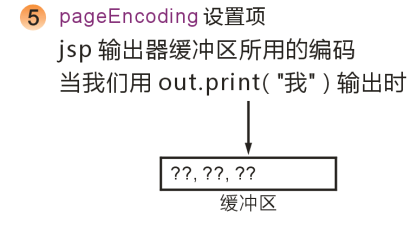 5 pageEncoding 设置项
jsp 输出器缓冲区所用的编码
当我们用 out.print( "我" ) 输出时
??, ??, ??
缓冲区